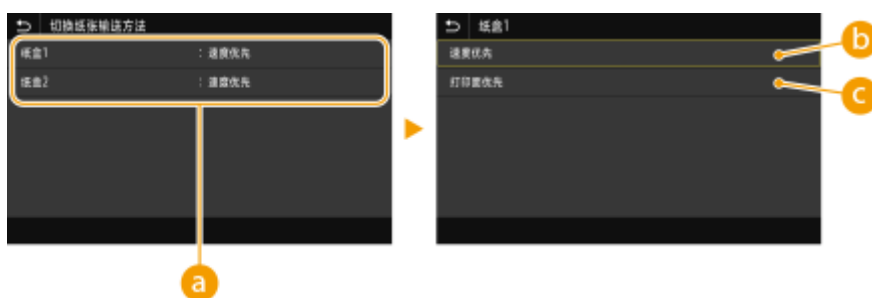 切换纸张输送方法
纸盒1 : 速度优先
纸盒2 : 速度优先
a
纸盒1
速度优先
打印面优先
b
c